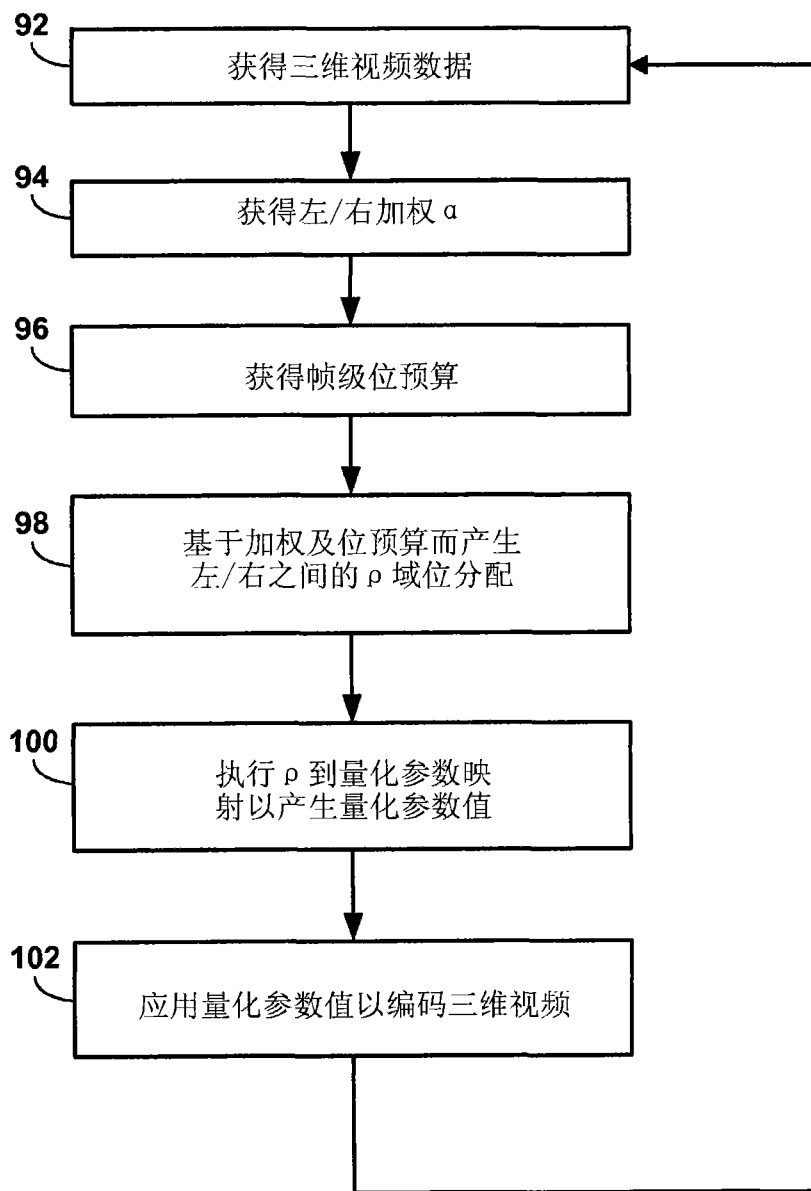 92
获得三维视频数据
94
获得左/右加权α
96
获得帧级位预算
98
基于加权及位预算而产生
左/右之间的ρ域位分配
100
执行ρ到量化参数映
射以产生量化参数值
102
应用量化参数值以编码三维视频